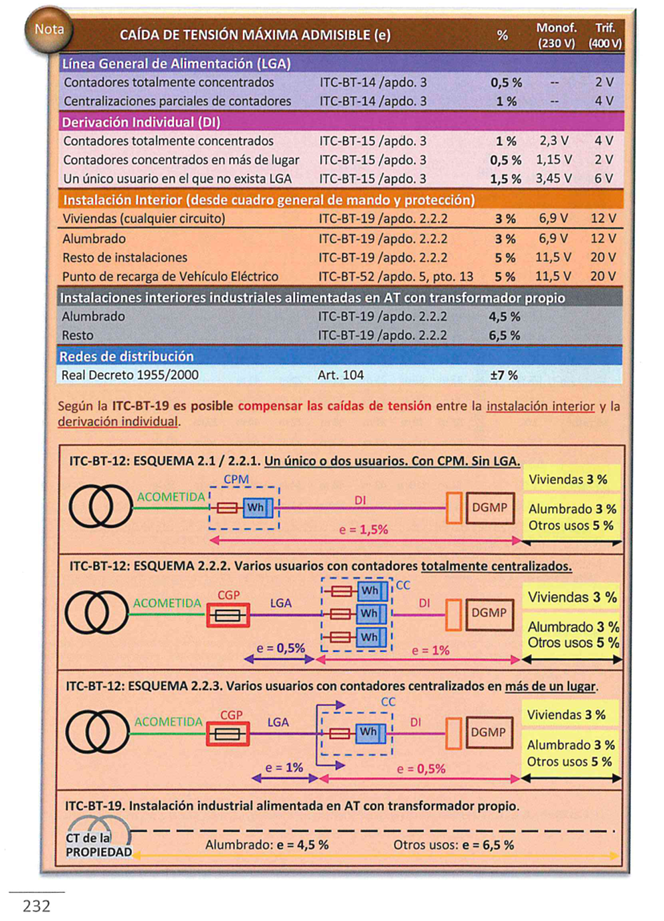 Nota
CAÍDA DE TENSIÓN MÁXIMA ADMISIBLE (e) % Monof. (230 V) Trif. (400 V)
Línea General de Alimentación (LGA)
Contadores totalmente concentrados ITC-BT-14 /apdo. 3 0,5 % -- 2 V
Centralizaciones parciales de contadores ITC-BT-14 /apdo. 3 1 % -- 4 V
Derivación Individual (DI)
Contadores totalmente concentrados ITC-BT-15 /apdo. 3 1 % 2,3 V 4 V
Contadores concentrados en más de lugar ITC-BT-15 /apdo. 3 0,5 % 1,15 V 2 V
Un único usuario en el que no exista LGA ITC-BT-15 /apdo. 3 1,5 % 3,45 V 6 V
Instalación Interior (desde cuadro general de mando y protección)
Viviendas (cualquier circuito) ITC-BT-19 /apdo. 2.2.2 3 % 6,9 V 12 V
Alumbrado ITC-BT-19 /apdo. 2.2.2 3 % 6,9 V 12 V
Resto de instalaciones ITC-BT-19 /apdo. 2.2.2 5 % 11,5 V 20 V
Punto de recarga de Vehículo Eléctrico ITC-BT-52 /apdo. 5, pto. 13 5 % 11,5 V 20 V
Instalaciones interiores industriales alimentadas en AT con transformador propio
Alumbrado ITC-BT-19 /apdo. 2.2.2 4,5 %
Resto ITC-BT-19 /apdo. 2.2.2 6,5 %
Redes de distribución
Real Decreto 1955/2000 Art. 104 ±7 %
Según la ITC-BT-19 es posible compensar las caídas de tensión entre la instalación interior y la
derivación individual.
ITC-BT-12: ESQUEMA 2.1 / 2.2.1. Un único o dos usuarios. Con CPM. Sin LGA.
CPM
Viviendas 3 %
ACOMETIDA Wh DI DGMP
Alumbrado 3 %
Otros usos 5 %
e = 1,5%
ITC-BT-12: ESQUEMA 2.2.2. Varios usuarios con contadores totalmente centralizados.
Wh CC
Viviendas 3 %
ACOMETIDA CGP LGA Wh DI DGMP
Alumbrado 3 %
Wh
Otros usos 5 %
e = 0,5% e = 1%
ITC-BT-12: ESQUEMA 2.2.3. Varios usuarios con contadores centralizados en más de un lugar.
CC
Viviendas 3 %
ACOMETIDA CGP LGA Wh DI DGMP
Alumbrado 3 %
Otros usos 5 %
e = 1% e = 0,5%
ITC-BT-19. Instalación industrial alimentada en AT con transformador propio.
CT de la
PROPIEDAD
Alumbrado: e = 4,5 % Otros usos: e = 6,5 %
232